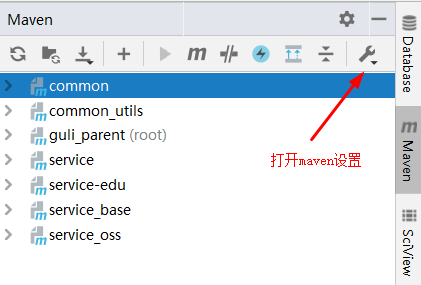 Maven
common
common_utils
guli_parent (root)
service
service-edu
service_base
service_oss
打开maven设置
Database
m
Maven
SciView